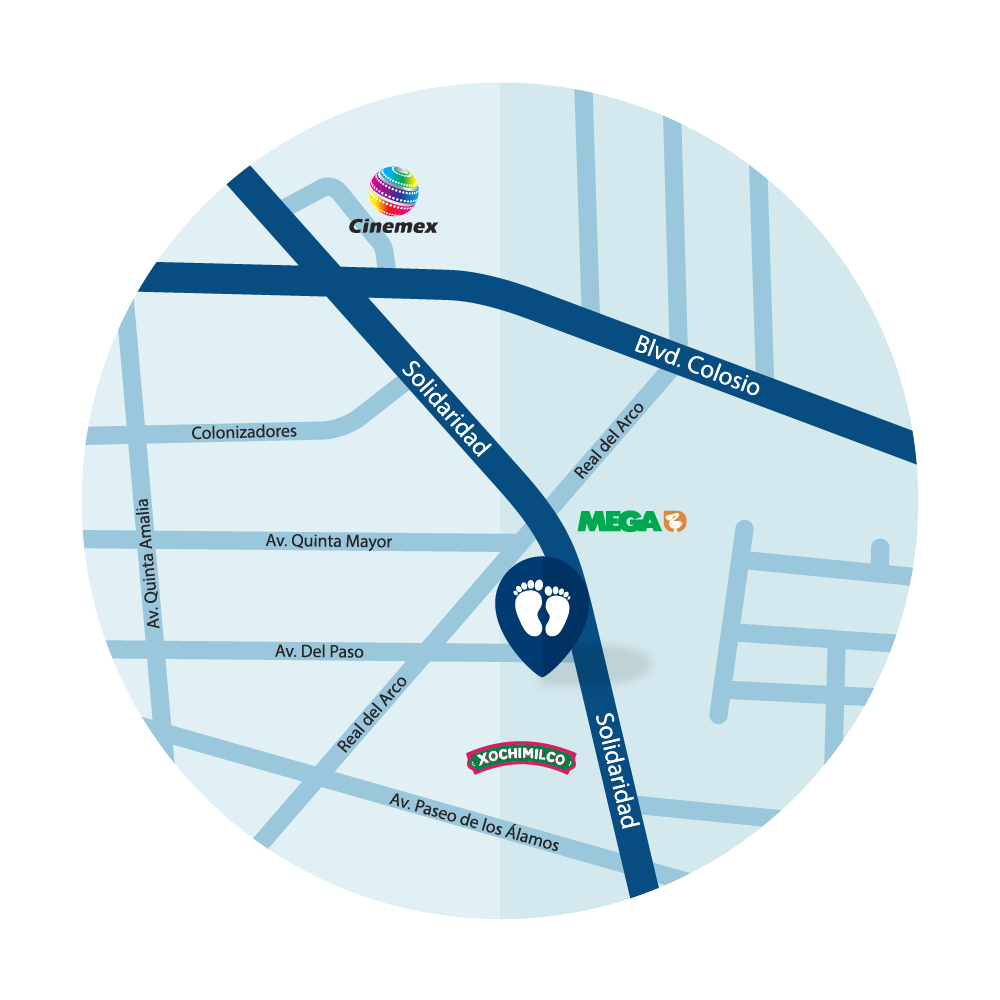 Cinemex
Blvd. Colosio
Solidaridad
Colonizadores
Real del Arco
MEGA
Av. Quinta Amalia
Av. Quinta Mayor
Av. Del Paso
Real del Arco
Solidaridad
XOCHIMILCO
Av. Paseo de los Álamos